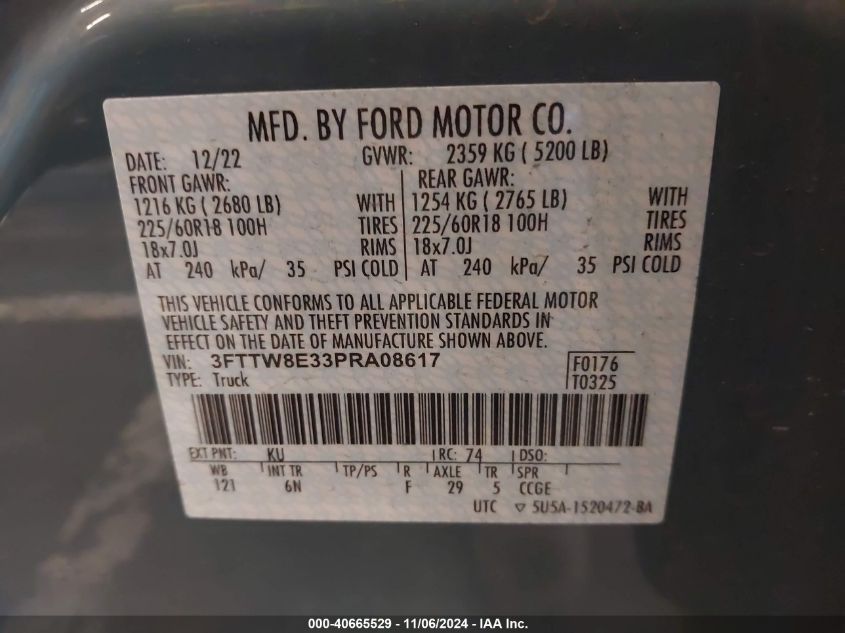 MFD. BY FORD MOTOR CO.
DATE: 12/22 GVWR: 2359 KG ( 5200 LB)
FRONT GAWR: REAR GAWR:
1216 KG ( 2680 LB) WITH 1254 KG ( 2765 LB) WITH
225/60R18 100H TIRES 225/60R18 100H TIRES
18x7.0J RIMS 18x7.0J RIMS
AT 240 kPa/ 35 PSI COLD AT 240 kPa/ 35 PSI COLD
THIS VEHICLE CONFORMS TO ALL APPLICABLE FEDERAL MOTOR
VEHICLE SAFETY AND THEFT PREVENTION STANDARDS IN
EFFECT ON THE DATE OF MANUFACTURE SHOWN ABOVE.
VIN: 3FTTW8E33PRA08617 F0176
TYPE: Truck T0325
EXT PNT: KU RC: 74 DSO:
WB INT TR TP/PS R AXLE TR SPR
121 6N F 29 5 CCGE
UTC ▽ 5U5A-1520472-BA
000-40665529 - 11/06/2024 - IAA Inc.